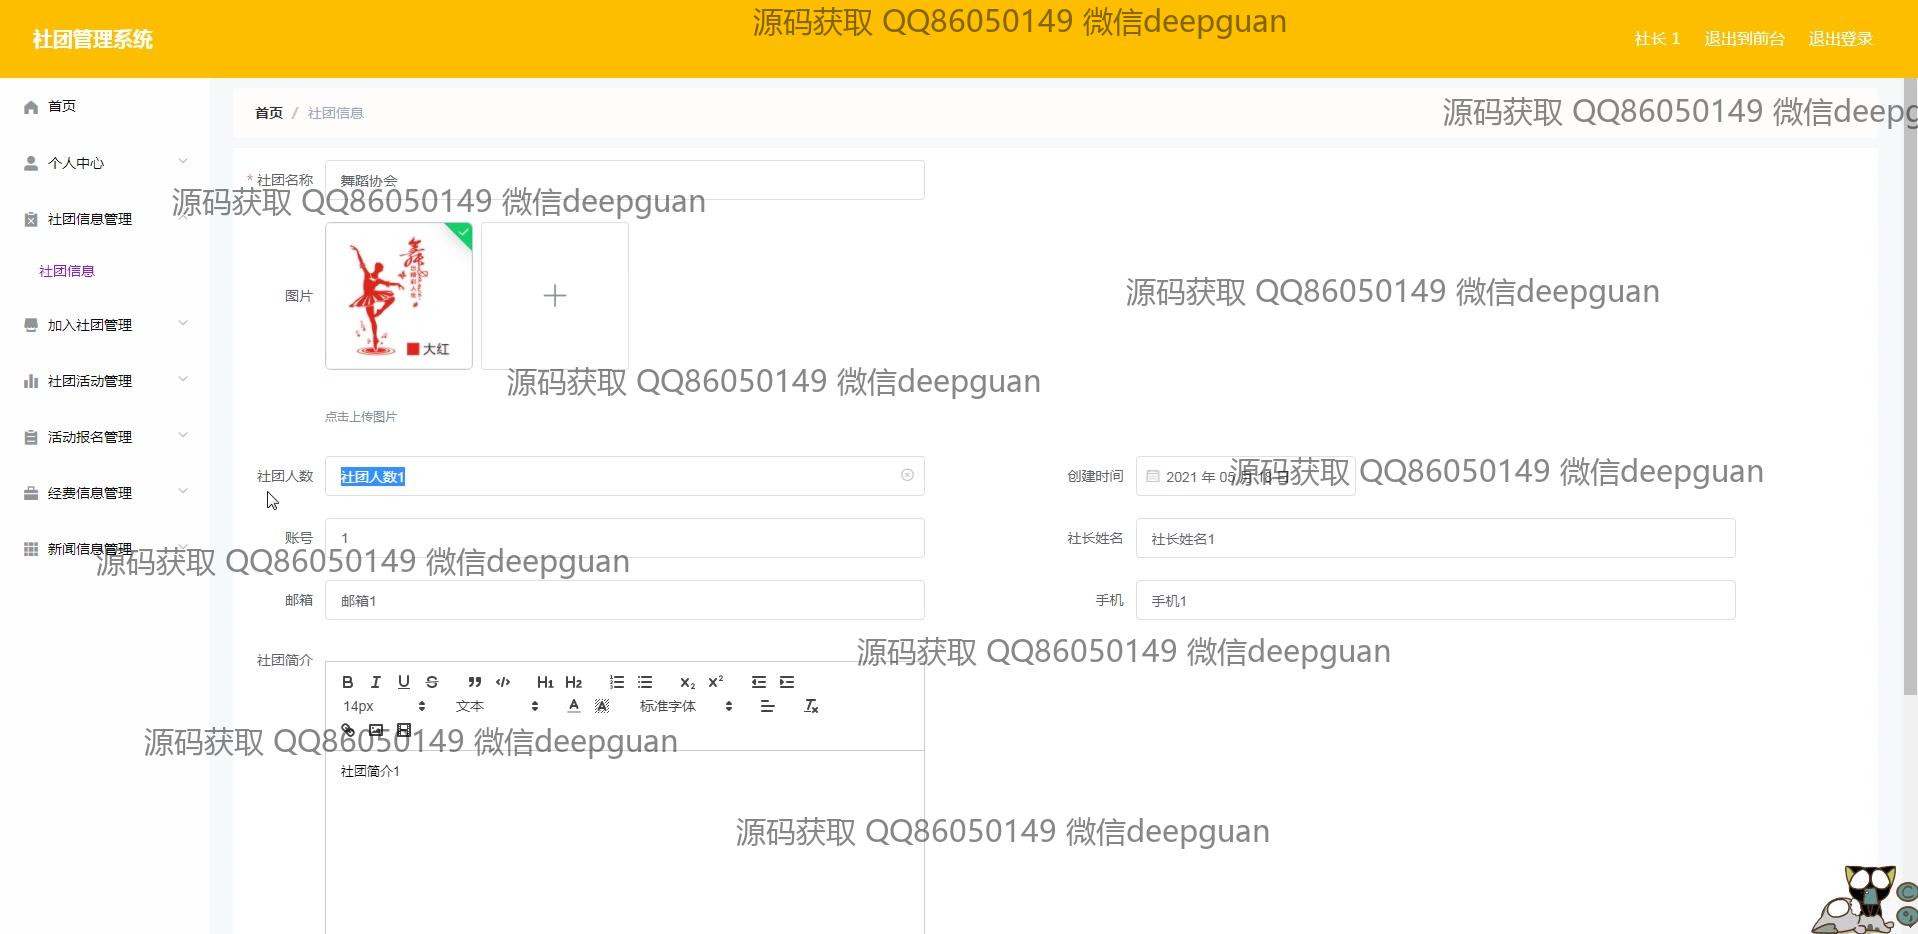 源码获取 QQ86050149 微信deepguan
社团管理系统
社长 1 退出到前台 退出登录
首页
首页 / 社团信息
源码获取 QQ86050149 微信deepg
个人中心
* 社团名称 舞蹈协会
源码获取 QQ86050149 微信deepguan
社团信息管理
社团信息
图片
舞
大红
源码获取 QQ86050149 微信deepguan
加入社团管理
社团活动管理
源码获取 QQ86050149 微信deepguan
点击上传图片
活动报名管理
社团人数 社团人数1
创建时间 2021 年 05 月 18 日
源码获取 QQ86050149 微信deepguan
经费信息管理
账号 1
社长姓名 社长姓名1
新闻信息管理
源码获取 QQ86050149 微信deepguan
邮箱 邮箱1
手机 手机1
源码获取 QQ86050149 微信deepguan
社团简介
B I U S ” </> H1 H2 X2 X2
14px 文本 A A 标准字体 Tx
源码获取 QQ86050149 微信deepguan
社团简介1
源码获取 QQ86050149 微信deepguan